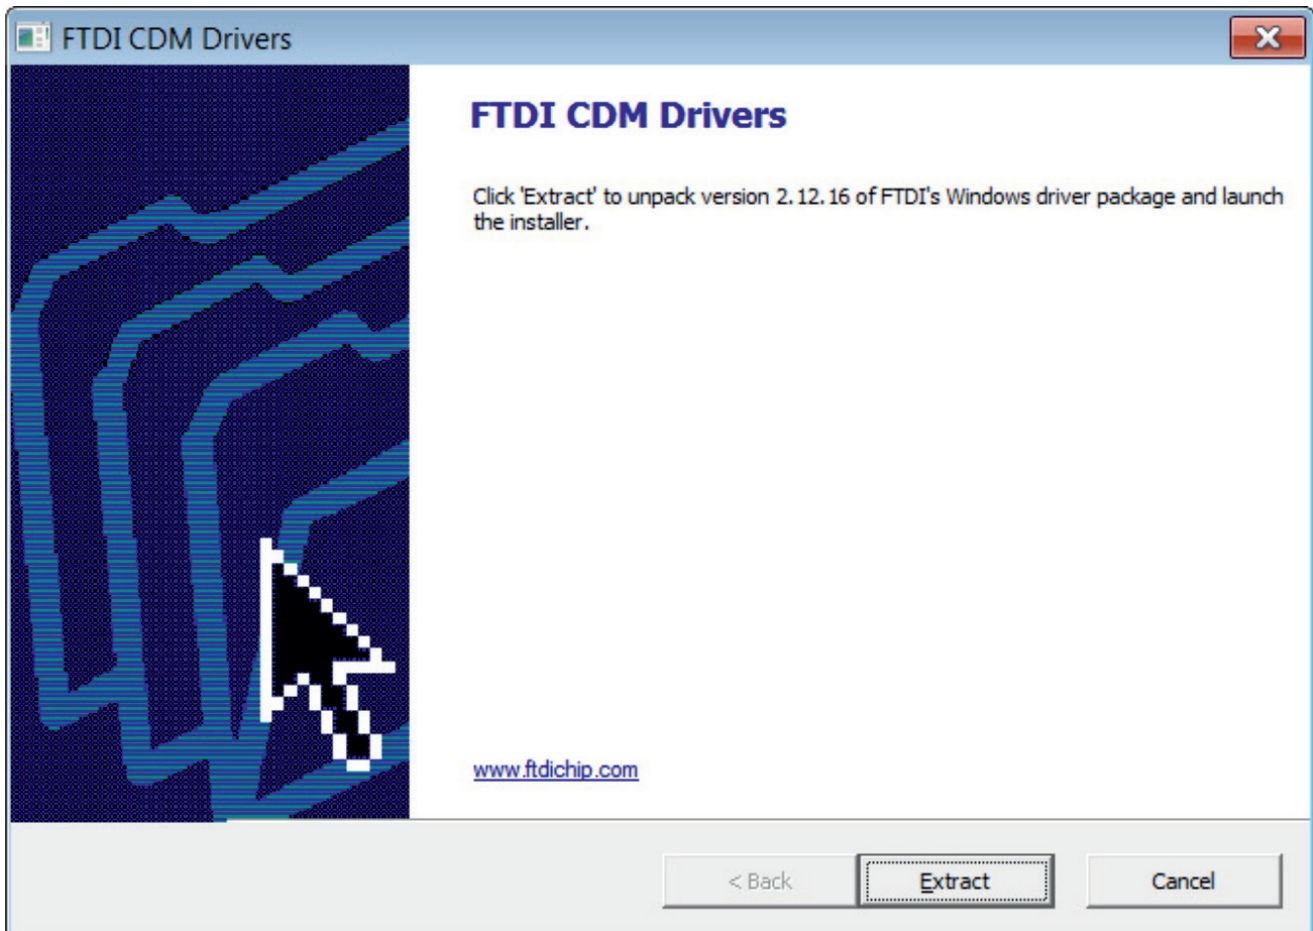 FTDI CDM Drivers
FTDI CDM Drivers
Click 'Extract' to unpack version 2.12.16 of FTDI's Windows driver package and launch
the installer.
www.ftdichip.com
< Back Extract Cancel